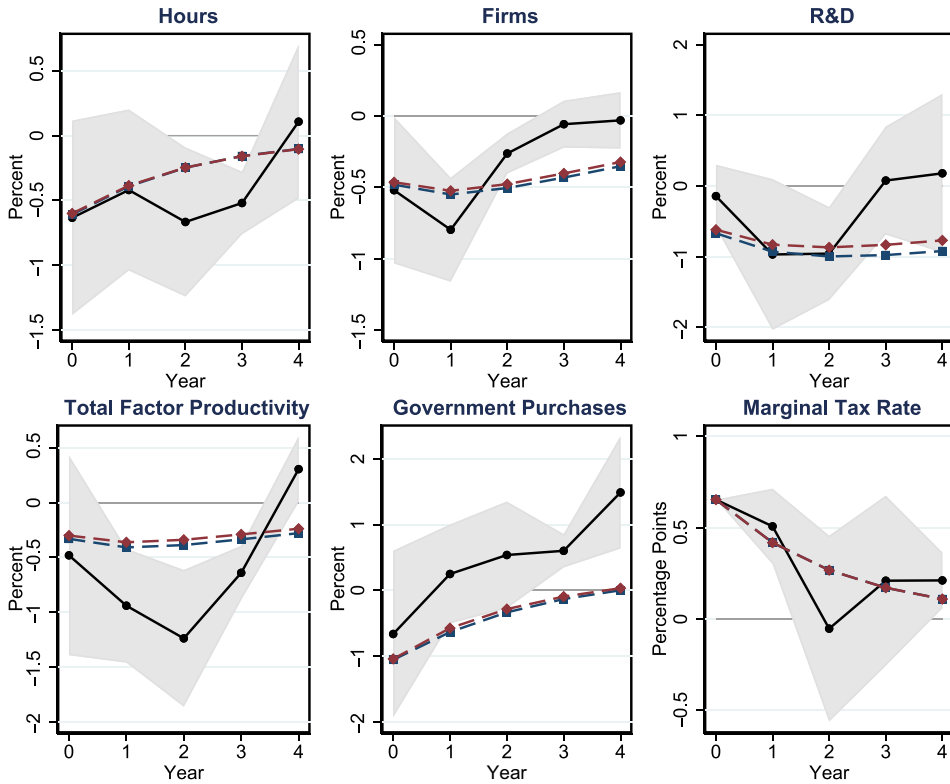 Hours
Percent
0.5
0
−0.5
−1
−1.5
0 1 2 3 4
Year
Firms
Percent
0.5
0
−0.5
−1
−1.5
0 1 2 3 4
Year
R&D
Percent
2
1
0
−1
−2
0 1 2 3 4
Year
Total Factor Productivity
Percent
0.5
0
−0.5
−1
−1.5
−2
0 1 2 3 4
Year
Government Purchases
Percent
2
1
0
−1
−2
0 1 2 3 4
Year
Marginal Tax Rate
Percentage Points
1
0.5
0
−0.5
0 1 2 3 4
Year